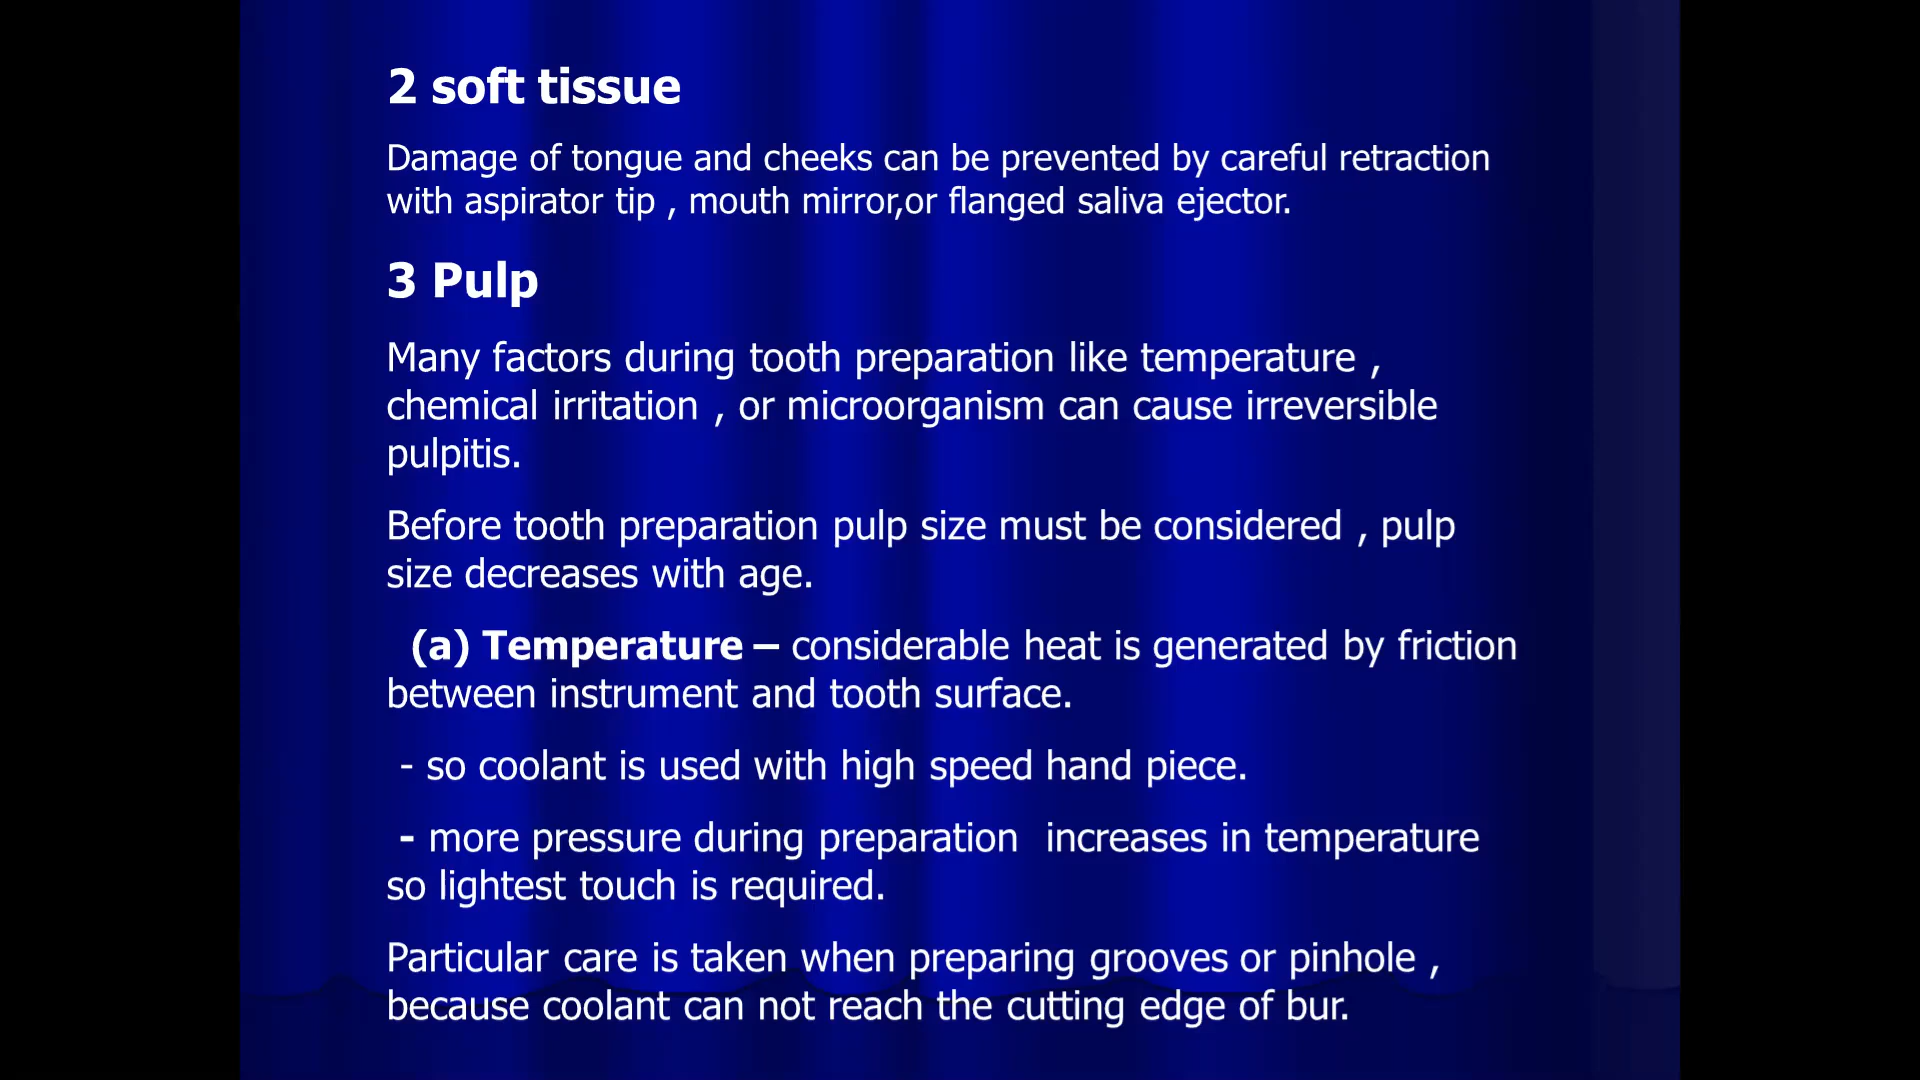 2 soft tissue
Damage of tongue and cheeks can be prevented by careful retraction
with aspirator tip , mouth mirror,or flanged saliva ejector.
3 Pulp
Many factors during tooth preparation like temperature ,
chemical irritation , or microorganism can cause irreversible
pulpitis.
Before tooth preparation pulp size must be considered , pulp
size decreases with age.
(a) Temperature – considerable heat is generated by friction
between instrument and tooth surface.
- so coolant is used with high speed hand piece.
- more pressure during preparation  increases in temperature
so lightest touch is required.
Particular care is taken when preparing grooves or pinhole ,
because coolant can not reach the cutting edge of bur.